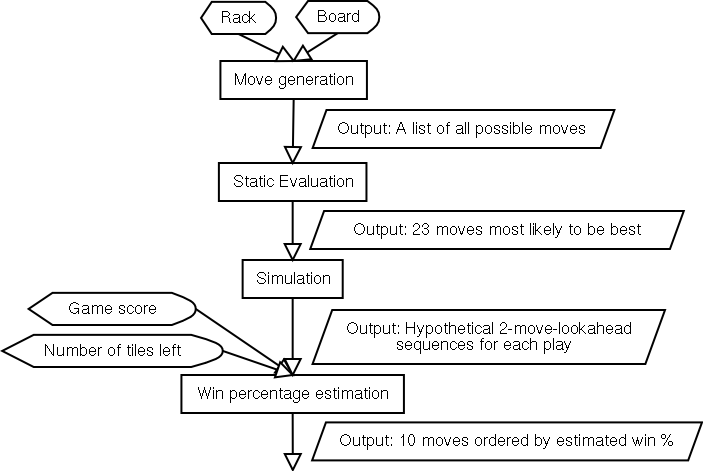 Rack
Board
Move generation
Output: A list of all possible moves
Static Evaluation
Output: 23 moves most likely to be best
Simulation
Game score
Output: Hypothetical 2-move-lookahead
sequences for each play
Number of tiles left
Win percentage estimation
Output: 10 moves ordered by estimated win %